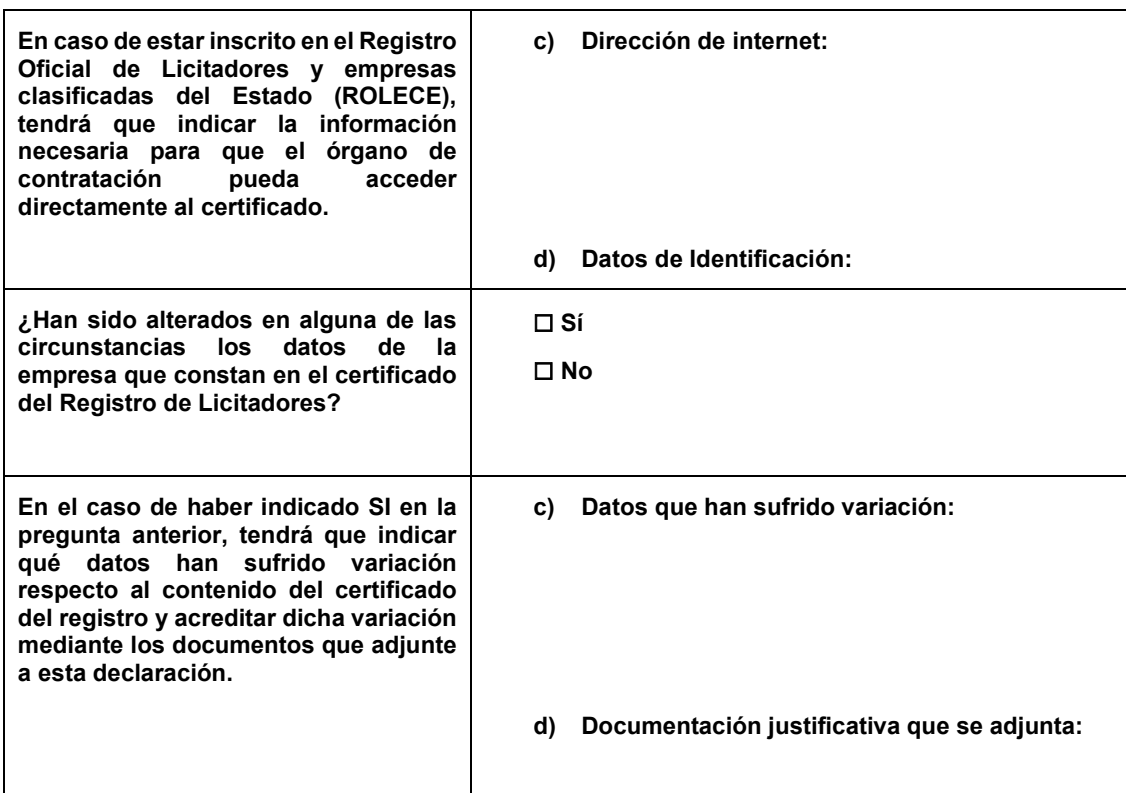 En caso de estar inscrito en el Registro
Oficial de Licitadores y empresas
clasificadas del Estado (ROLECE),
tendrá que indicar la información
necesaria para que el órgano de
contratación pueda acceder
directamente al certificado.
c) Dirección de internet:
d) Datos de Identificación:
¿Han sido alterados en alguna de las
circunstancias los datos de la
empresa que constan en el certificado
del Registro de Licitadores?
☐ Sí
☐ No
En el caso de haber indicado SI en la
pregunta anterior, tendrá que indicar
qué datos han sufrido variación
respecto al contenido del certificado
del registro y acreditar dicha variación
mediante los documentos que adjunte
a esta declaración.
c) Datos que han sufrido variación:
d) Documentación justificativa que se adjunta: